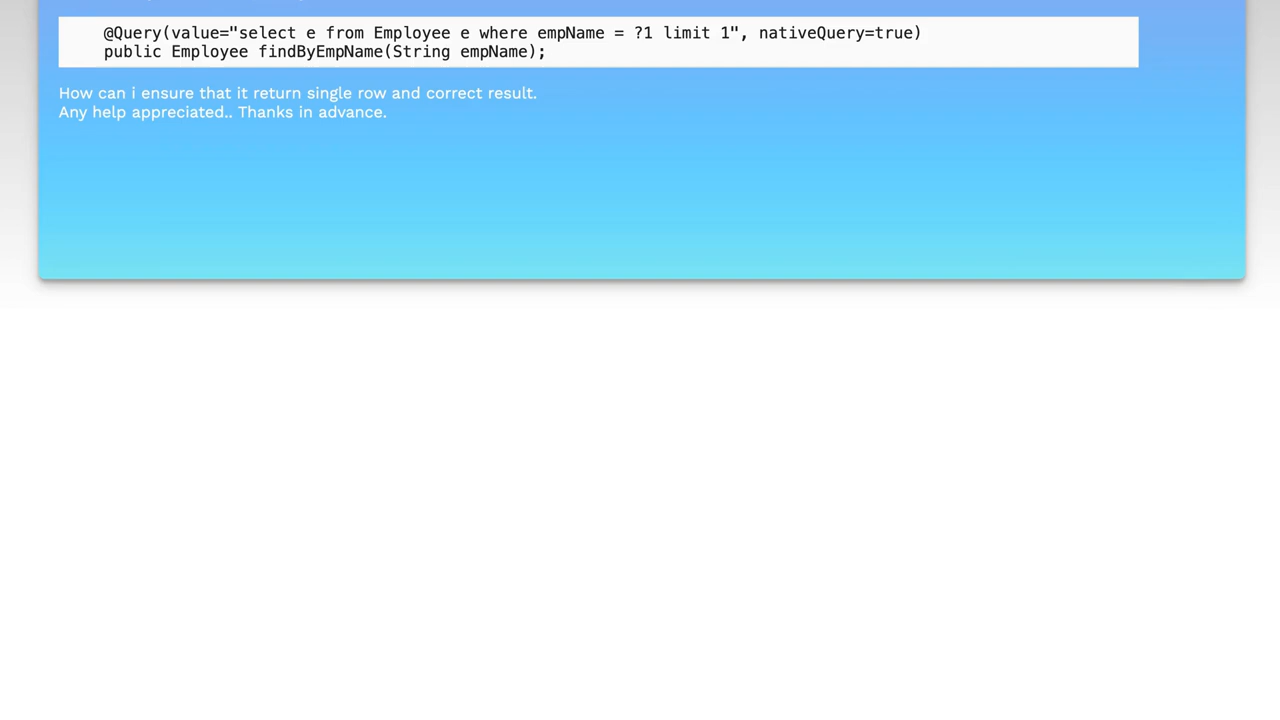 @Query(value="select e from Employee e where empName = ?1 limit 1", nativeQuery=true)
public Employee findByEmpName(String empName);
How can i ensure that it return single row and correct result.
Any help appreciated.. Thanks in advance.